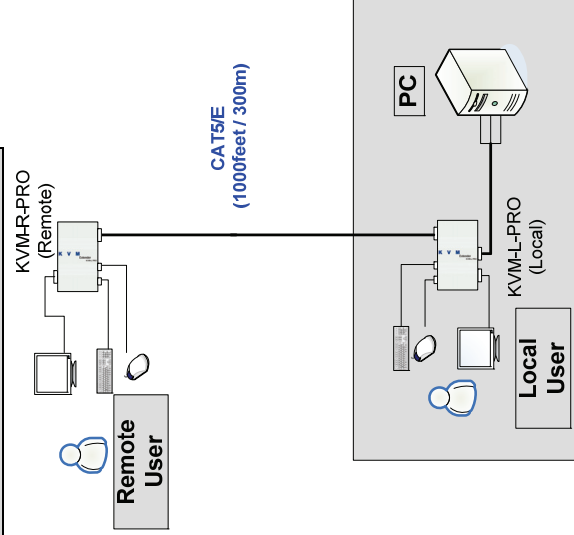 KVM-R-PRO
(Remote)
K V M
Remote
User
CAT5/E
(1000feet / 300m)
PC
KVM-L-PRO
(Local)
K V M
Local
User